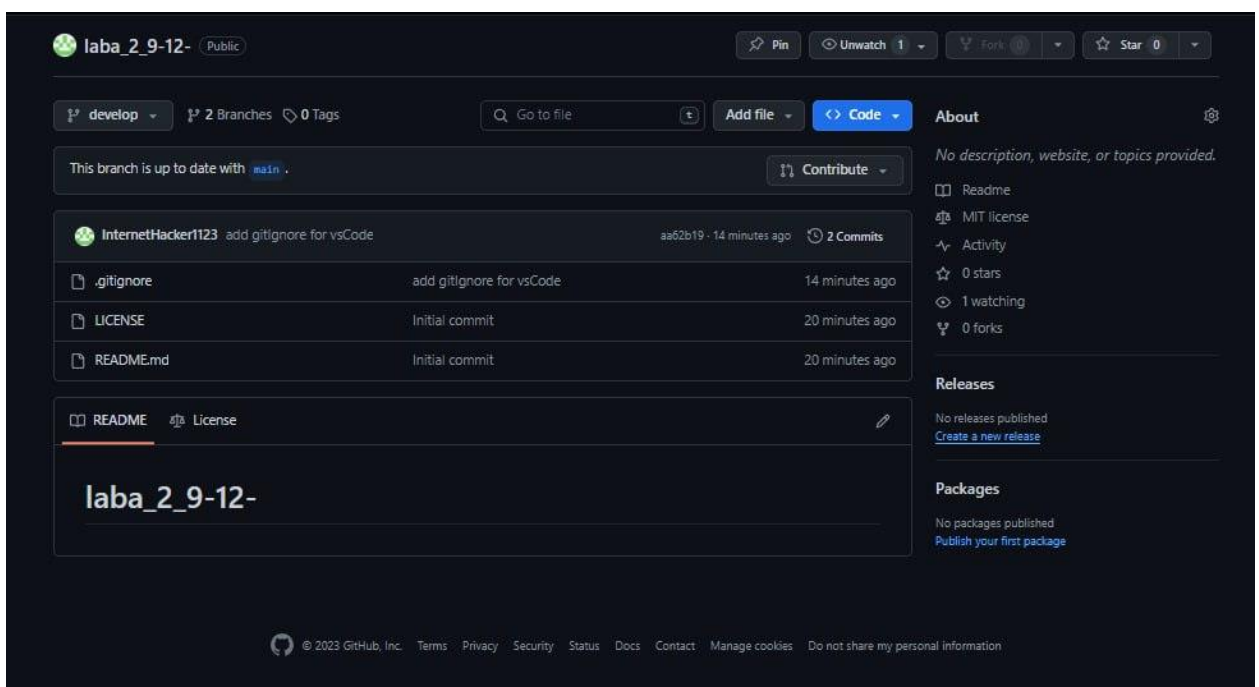 laba_2_9-12- Public Pin Unwatch 1 Fork 0 Star 0
develop 2 Branches 0 Tags Go to file t Add file <> Code
This branch is up to date with main . Contribute
InternetHacker1123 add gitIgnore for vsCode aa62b19 · 14 minutes ago 2 Commits
.gitignore add gitIgnore for vsCode 14 minutes ago
LICENSE Initial commit 20 minutes ago
README.md Initial commit 20 minutes ago
README License
laba_2_9-12-
About
No description, website, or topics provided.
Readme
MIT license
Activity
0 stars
1 watching
0 forks
Releases
No releases published
Create a new release
Packages
No packages published
Publish your first package
© 2023 GitHub, Inc. Terms Privacy Security Status Docs Contact Manage cookies Do not share my personal information